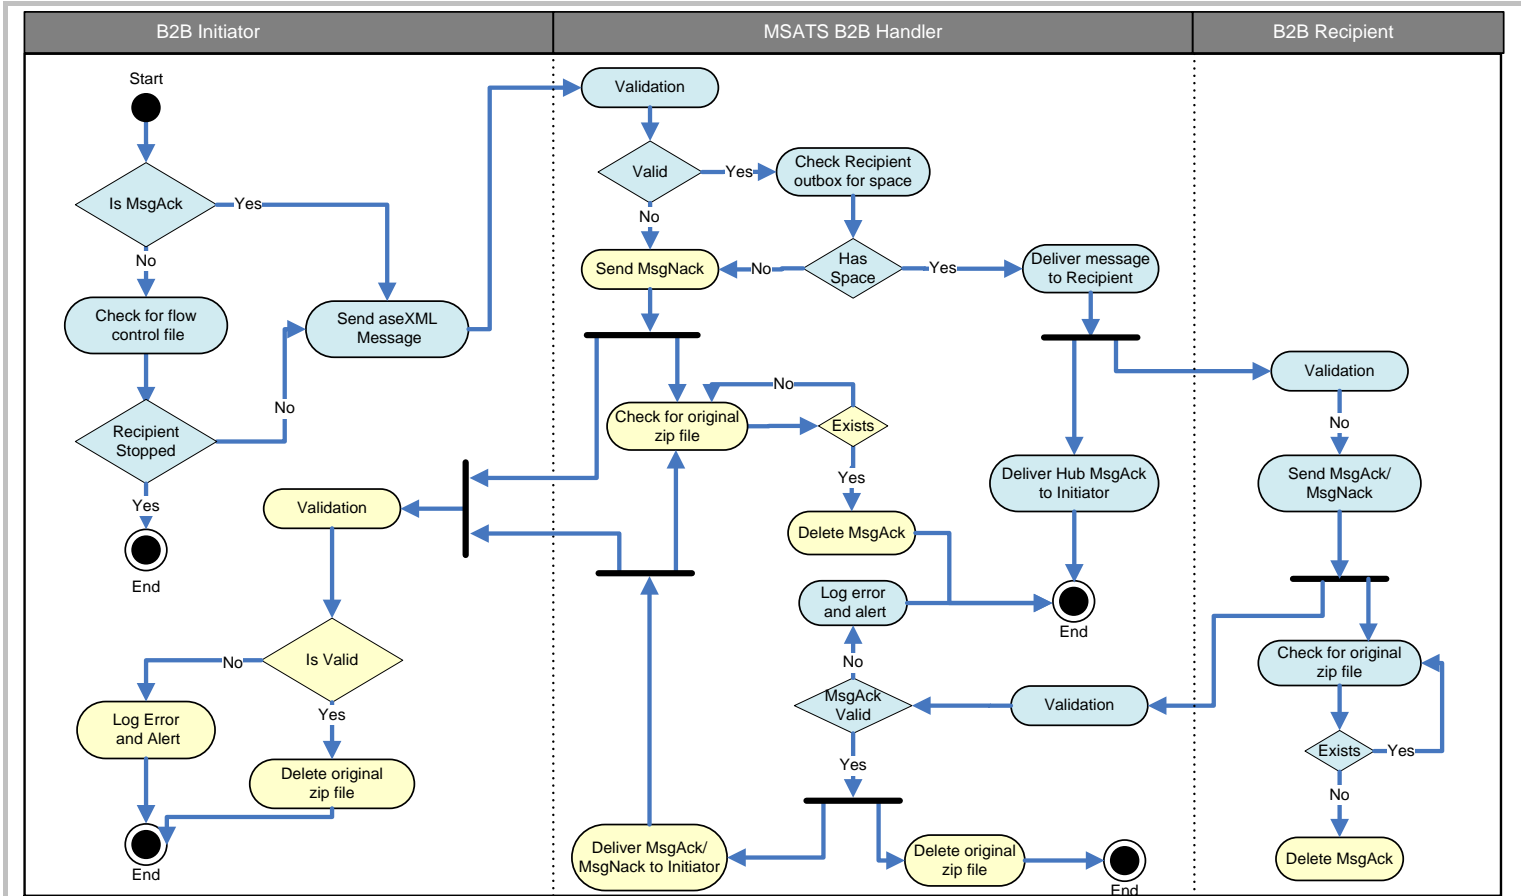 B2B Initiator
MSATS B2B Handler
B2B Recipient
Start
Is MsgAck
Yes
No
Check for flow
control file
Send aseXML
Message
No
Recipient
Stopped
Yes
End
Validation
Is Valid
No
Yes
Log Error
and Alert
Delete original
zip file
End
Validation
Valid
Yes
Check Recipient
outbox for space
No
Send MsgNack
No
Has
Space
Yes
Deliver message
to Recipient
No
Check for original
zip file
Exists
Yes
Delete MsgAck
Deliver Hub MsgAck
to Initiator
Log error
and alert
End
No
MsgAck
Valid
Validation
Yes
Deliver MsgAck/
MsgNack to Initiator
Delete original
zip file
End
Validation
No
Send MsgAck/
MsgNack
Check for original
zip file
Exists
Yes
No
Delete MsgAck